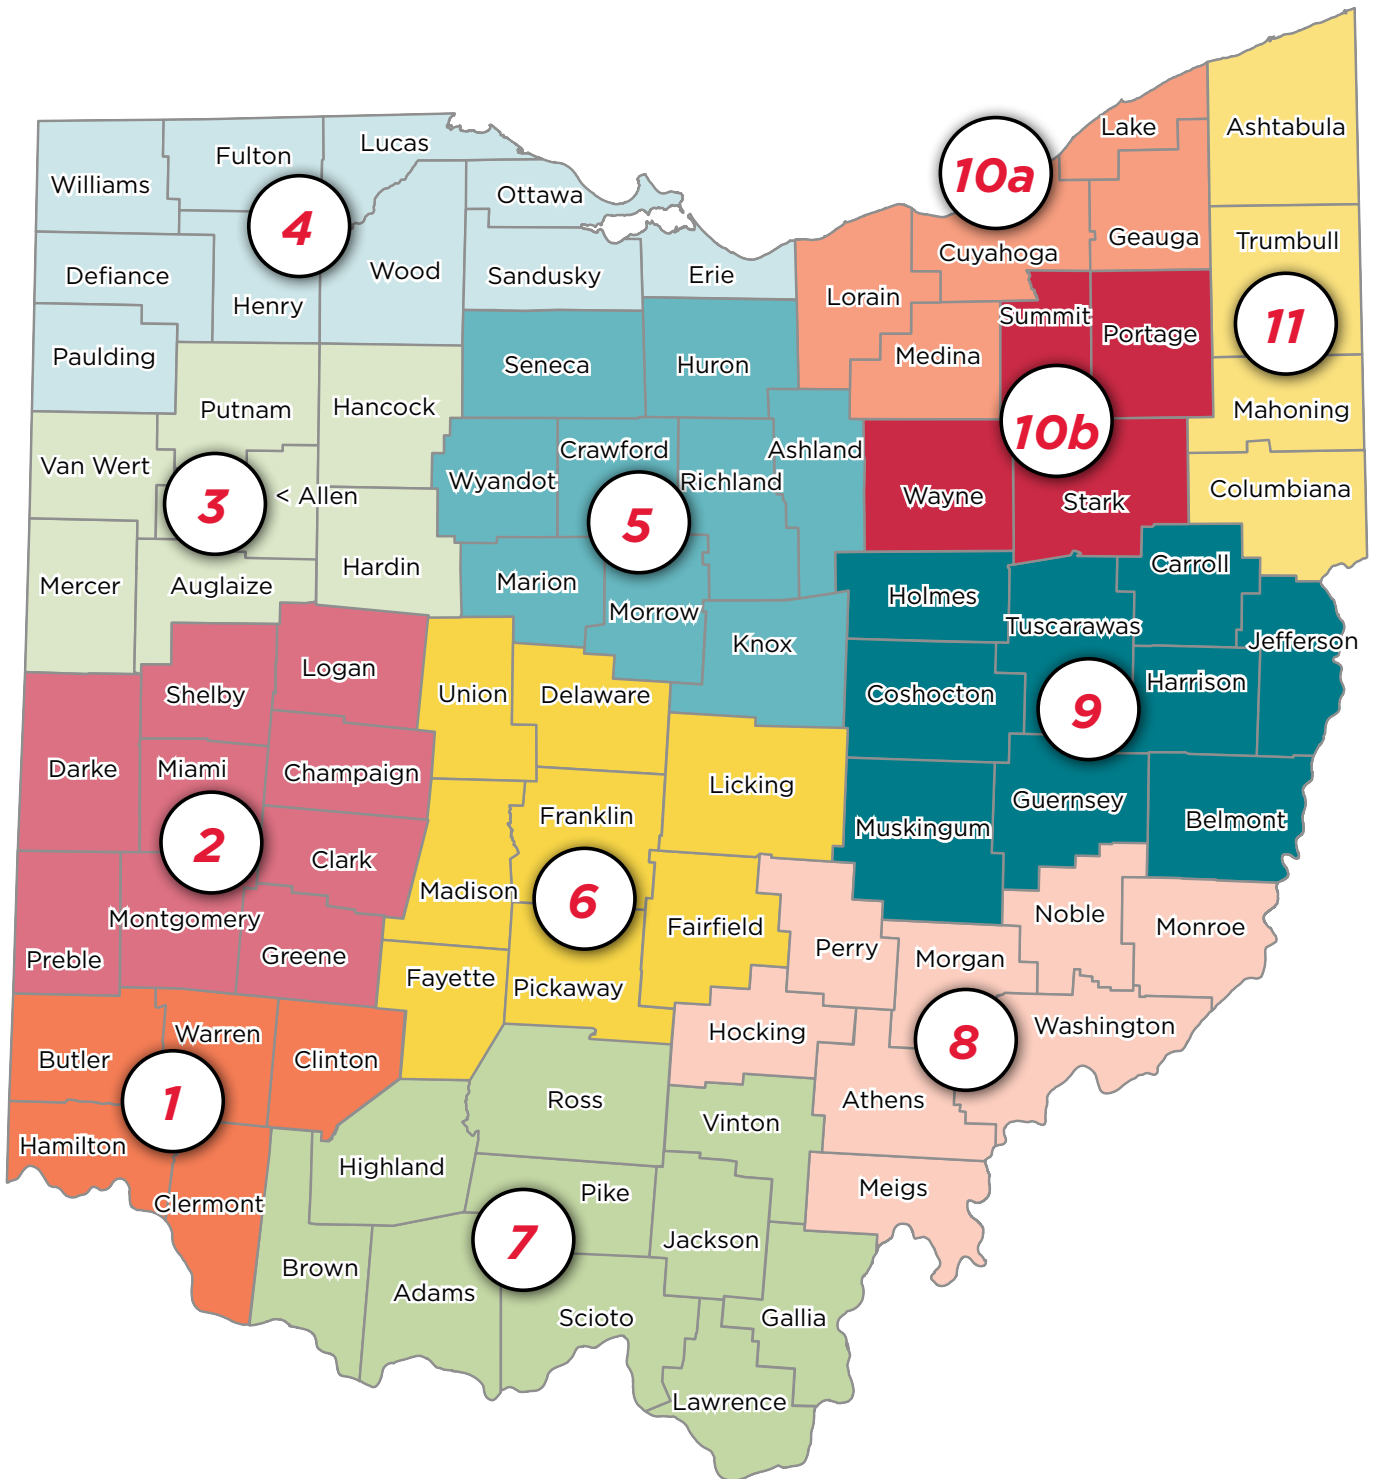 Lake
Ashtabula
Lucas
Fulton
10a
Williams
Ottawa
4
Geauga
Trumbull
Cuyahoga
Wood
Defiance
Sandusky
Erie
Lorain
Henry
Summit
11
Portage
Paulding
Medina
Seneca
Huron
Hancock
Putnam
Mahoning
10b
Crawford
Ashland
Van Wert
Wyandot
Richland
Columbiana
< Allen
Wayne
Stark
3
5
Carroll
Hardin
Mercer
Auglaize
Marion
Holmes
Morrow
Tuscarawas
Jefferson
Knox
Logan
Harrison
Shelby
Union
Delaware
Coshocton
9
Darke
Miami
Champaign
Licking
Guernsey
Franklin
Belmont
Muskingum
2
Clark
Madison
6
Montgomery
Fairfield
Noble
Monroe
Perry
Preble
Greene
Morgan
Fayette
Pickaway
Warren
Hocking
Washington
8
Butler
Clinton
1
Ross
Athens
Vinton
Hamilton
Highland
Meigs
Clermont
Pike
7
Jackson
Brown
Adams
Scioto
Gallia
Lawrence